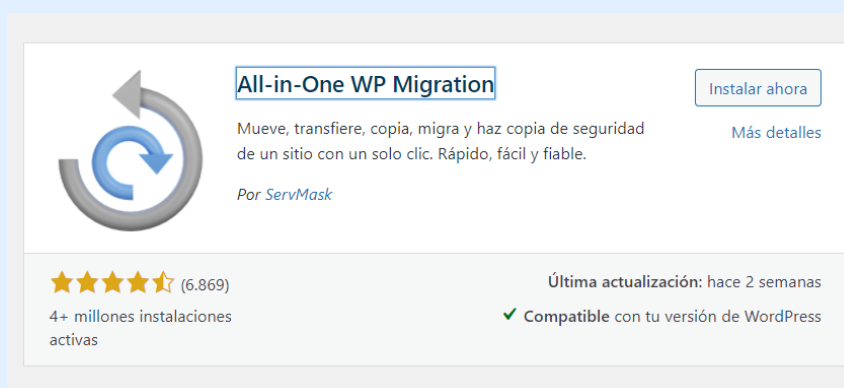 All-in-One WP Migration
Instalar ahora
Mueve, transfiere, copia, migra y haz copia de seguridad
de un sitio con un solo clic. Rápido, fácil y fiable.
Más detalles
Por ServMask
(6.869)
4+ millones instalaciones
activas
Última actualización: hace 2 semanas
Compatible con tu versión de WordPress